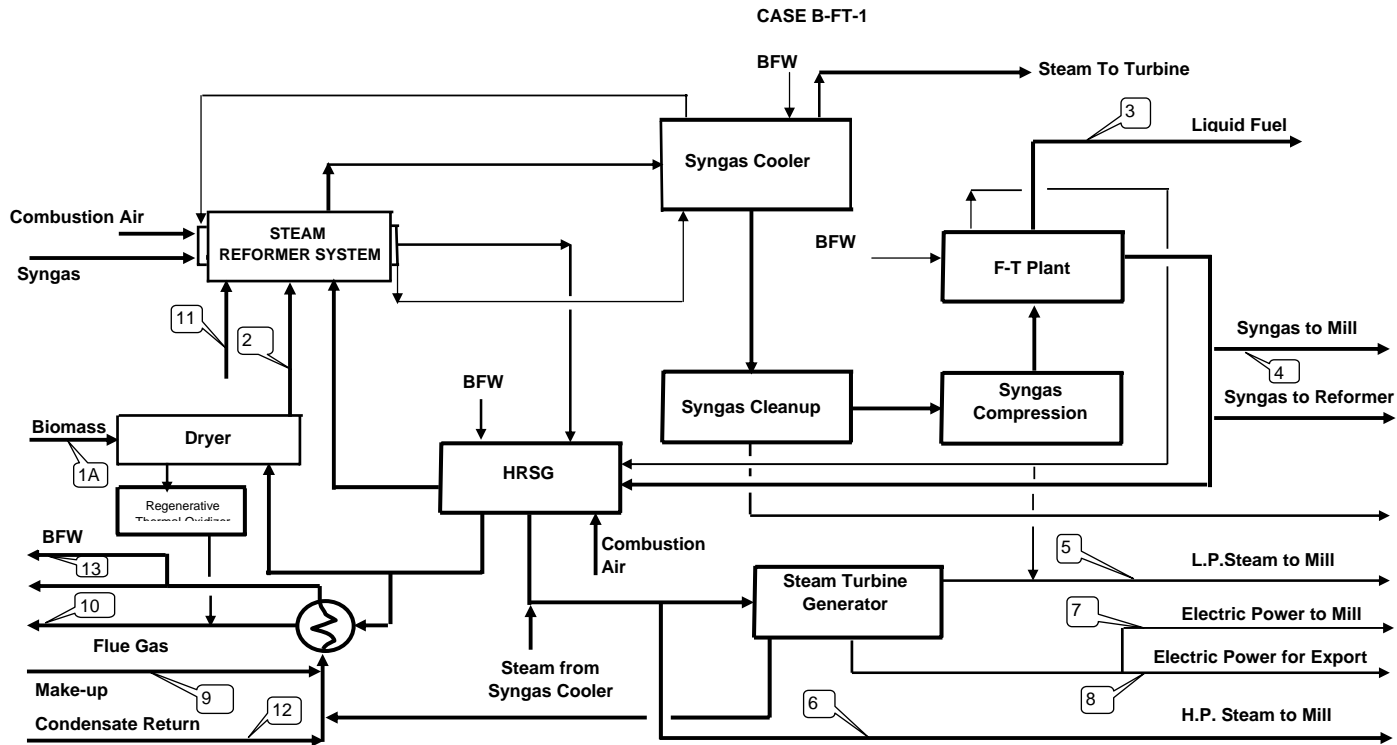 CASE B-FT-1
BFW
Steam To Turbine
3
Liquid Fuel
Syngas Cooler
Combustion Air
STEAM
REFORMER SYSTEM
BFW
F-T Plant
Syngas
11
2
Syngas to Mill
4
BFW
Syngas Cleanup
Syngas
Compression
Syngas to Reformer
Biomass
Dryer
1A
HRSG
Regenerative
Thermal Oxidizer
BFW
Combustion
Air
13
5
L.P.Steam to Mill
Steam Turbine
Generator
10
7
Electric Power to Mill
Flue Gas
Steam from
Syngas Cooler
Electric Power for Export
Make-up
9
8
Condensate Return
12
6
H.P. Steam to Mill